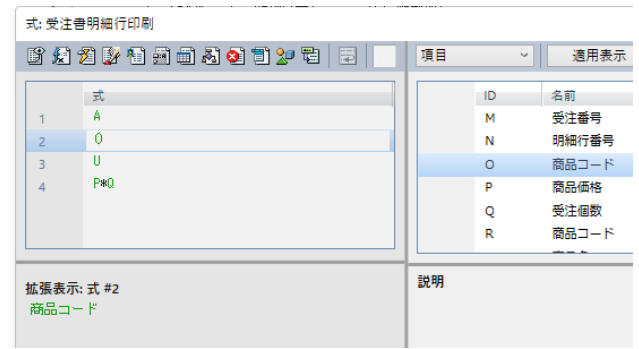 式: 受注書明細行印刷
項目
適用表示
式
1 A
2 O
3 U
4 P*Q
ID 名前
M 受注番号
N 明細行番号
O 商品コード
P 商品価格
Q 受注個数
R 商品コード
拡張表示: 式 #2
商品コード
説明